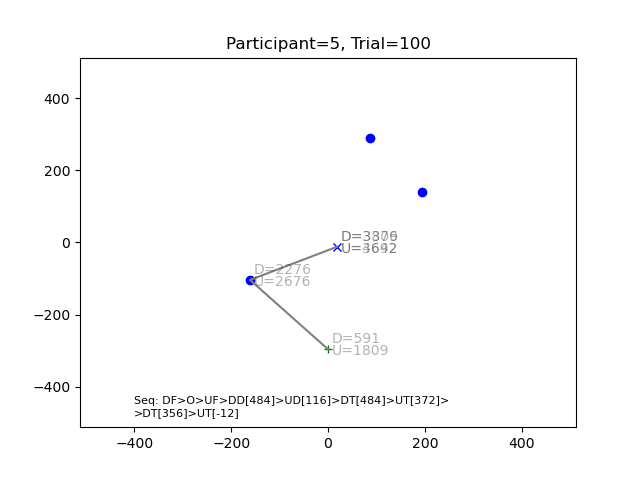 Participant=5, Trial=100
400
200
0
−200
−400
D=2276
U=2676
D=591
U=1809
Seq: DF>O>UF>DD[484]>UD[116]>DT[484]>UT[372]>
>DT[356]>UT[-12]
−400
−200
0
200
400